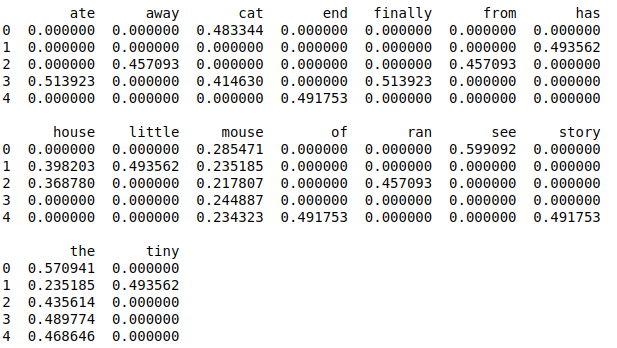 ate away cat end finally from has
0 0.000000 0.000000 0.483344 0.000000 0.000000 0.000000 0.000000
1 0.000000 0.000000 0.000000 0.000000 0.000000 0.000000 0.493562
2 0.000000 0.457093 0.000000 0.000000 0.000000 0.457093 0.000000
3 0.513923 0.000000 0.414630 0.000000 0.513923 0.000000 0.000000
4 0.000000 0.000000 0.000000 0.491753 0.000000 0.000000 0.000000
house little mouse of ran see story
0 0.000000 0.000000 0.285471 0.000000 0.000000 0.599092 0.000000
1 0.398203 0.493562 0.235185 0.000000 0.000000 0.000000 0.000000
2 0.368780 0.000000 0.217807 0.000000 0.457093 0.000000 0.000000
3 0.000000 0.000000 0.244887 0.000000 0.000000 0.000000 0.000000
4 0.000000 0.000000 0.234323 0.491753 0.000000 0.000000 0.491753
the tiny
0 0.570941 0.000000
1 0.235185 0.493562
2 0.435614 0.000000
3 0.489774 0.000000
4 0.468646 0.000000